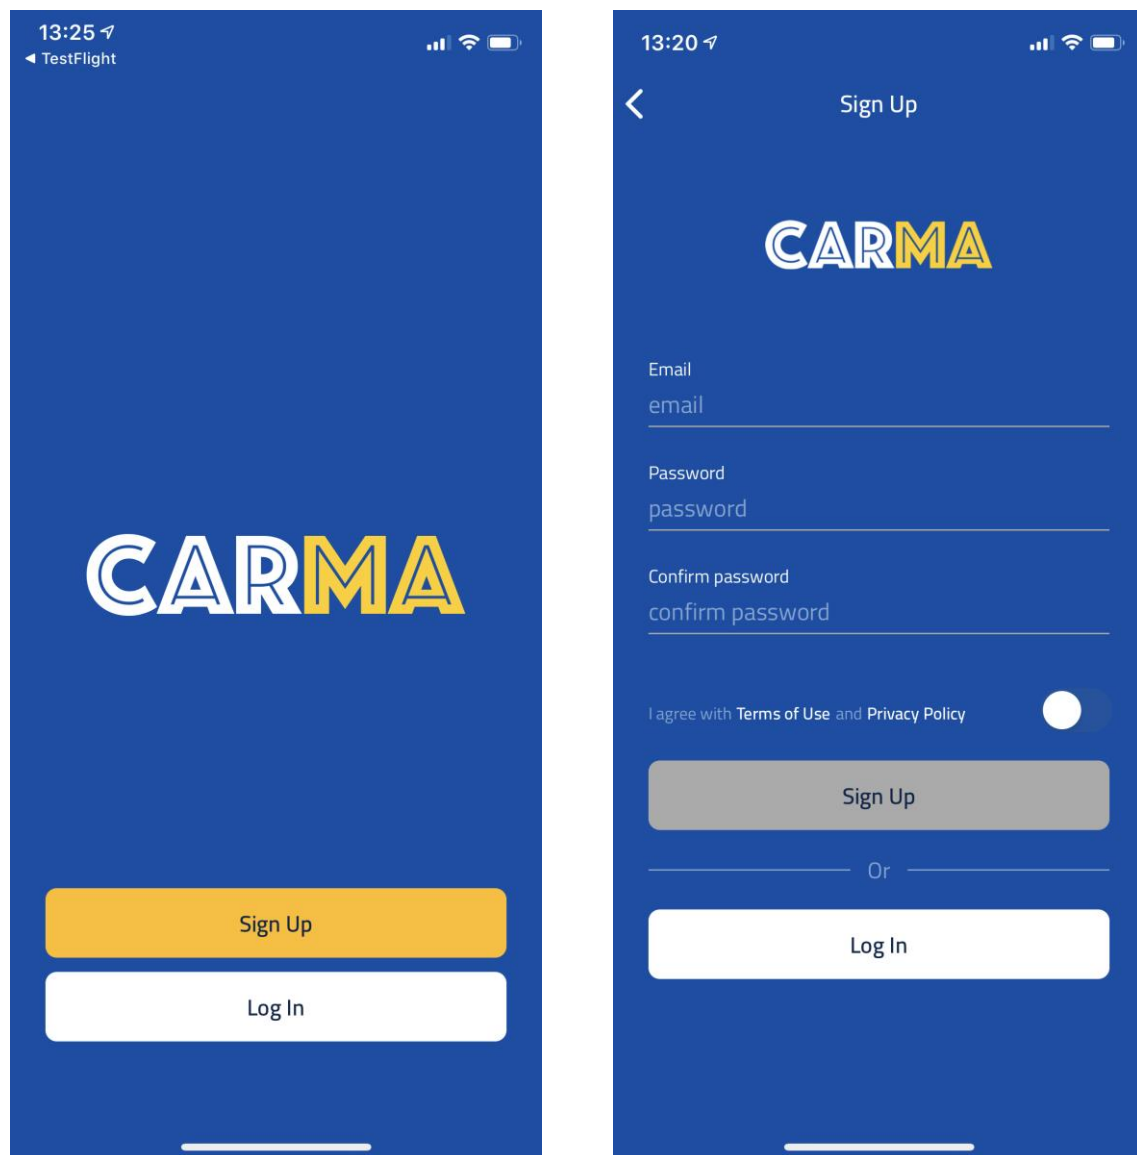 13:25
◀ TestFlight
CARMA
Sign Up
Log In
13:20
Sign Up
CARMA
Email
email
Password
password
Confirm password
confirm password
I agree with Terms of Use and Privacy Policy
Sign Up
Or
Log In